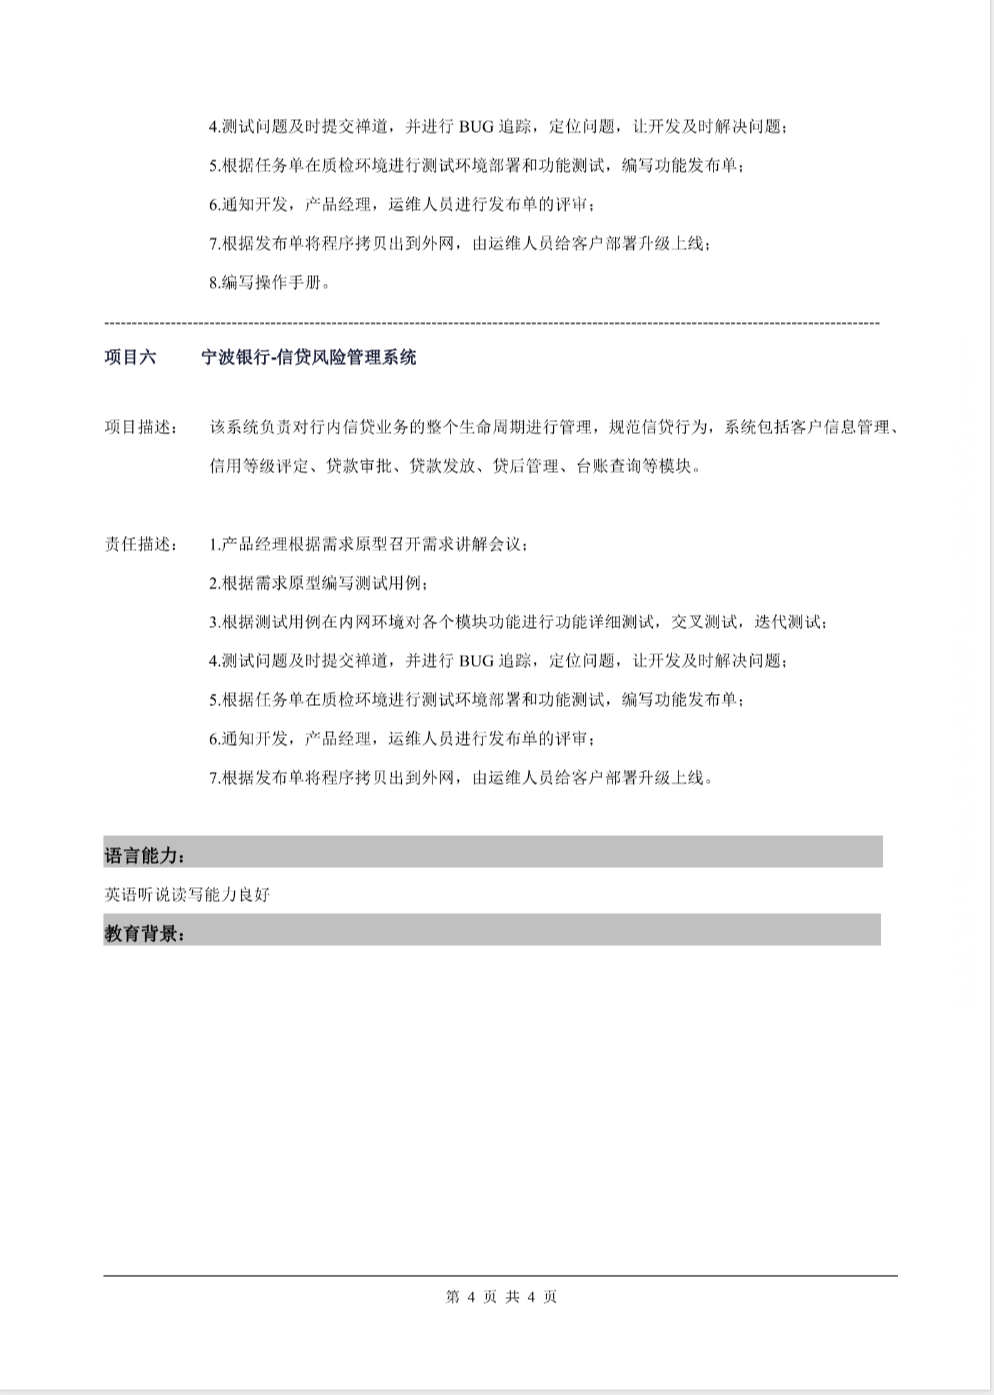 4.测试问题及时提交禅道，并进行 BUG 追踪，定位问题，让开发及时解决问题；
5.根据任务单在质检环境进行测试环境部署和功能测试，编写功能发布单；
6.通知开发，产品经理，运维人员进行发布单的评审；
7.根据发布单将程序拷贝出到外网，由运维人员给客户部署升级上线；
8.编写操作手册。
项目六 宁波银行-信贷风险管理系统
项目描述： 该系统负责对行内信贷业务的整个生命周期进行管理，规范信贷行为，系统包括客户信息管理、
信用等级评定、贷款审批、贷款发放、贷后管理、台账查询等模块。
责任描述： 1.产品经理根据需求原型召开需求讲解会议；
2.根据需求原型编写测试用例；
3.根据测试用例在内网环境对各个模块功能进行功能详细测试，交叉测试，迭代测试；
4.测试问题及时提交禅道，并进行 BUG 追踪，定位问题，让开发及时解决问题；
5.根据任务单在质检环境进行测试环境部署和功能测试，编写功能发布单；
6.通知开发，产品经理，运维人员进行发布单的评审；
7.根据发布单将程序拷贝出到外网，由运维人员给客户部署升级上线。
语言能力：
英语听说读写能力良好
教育背景：
第 4 页 共 4 页